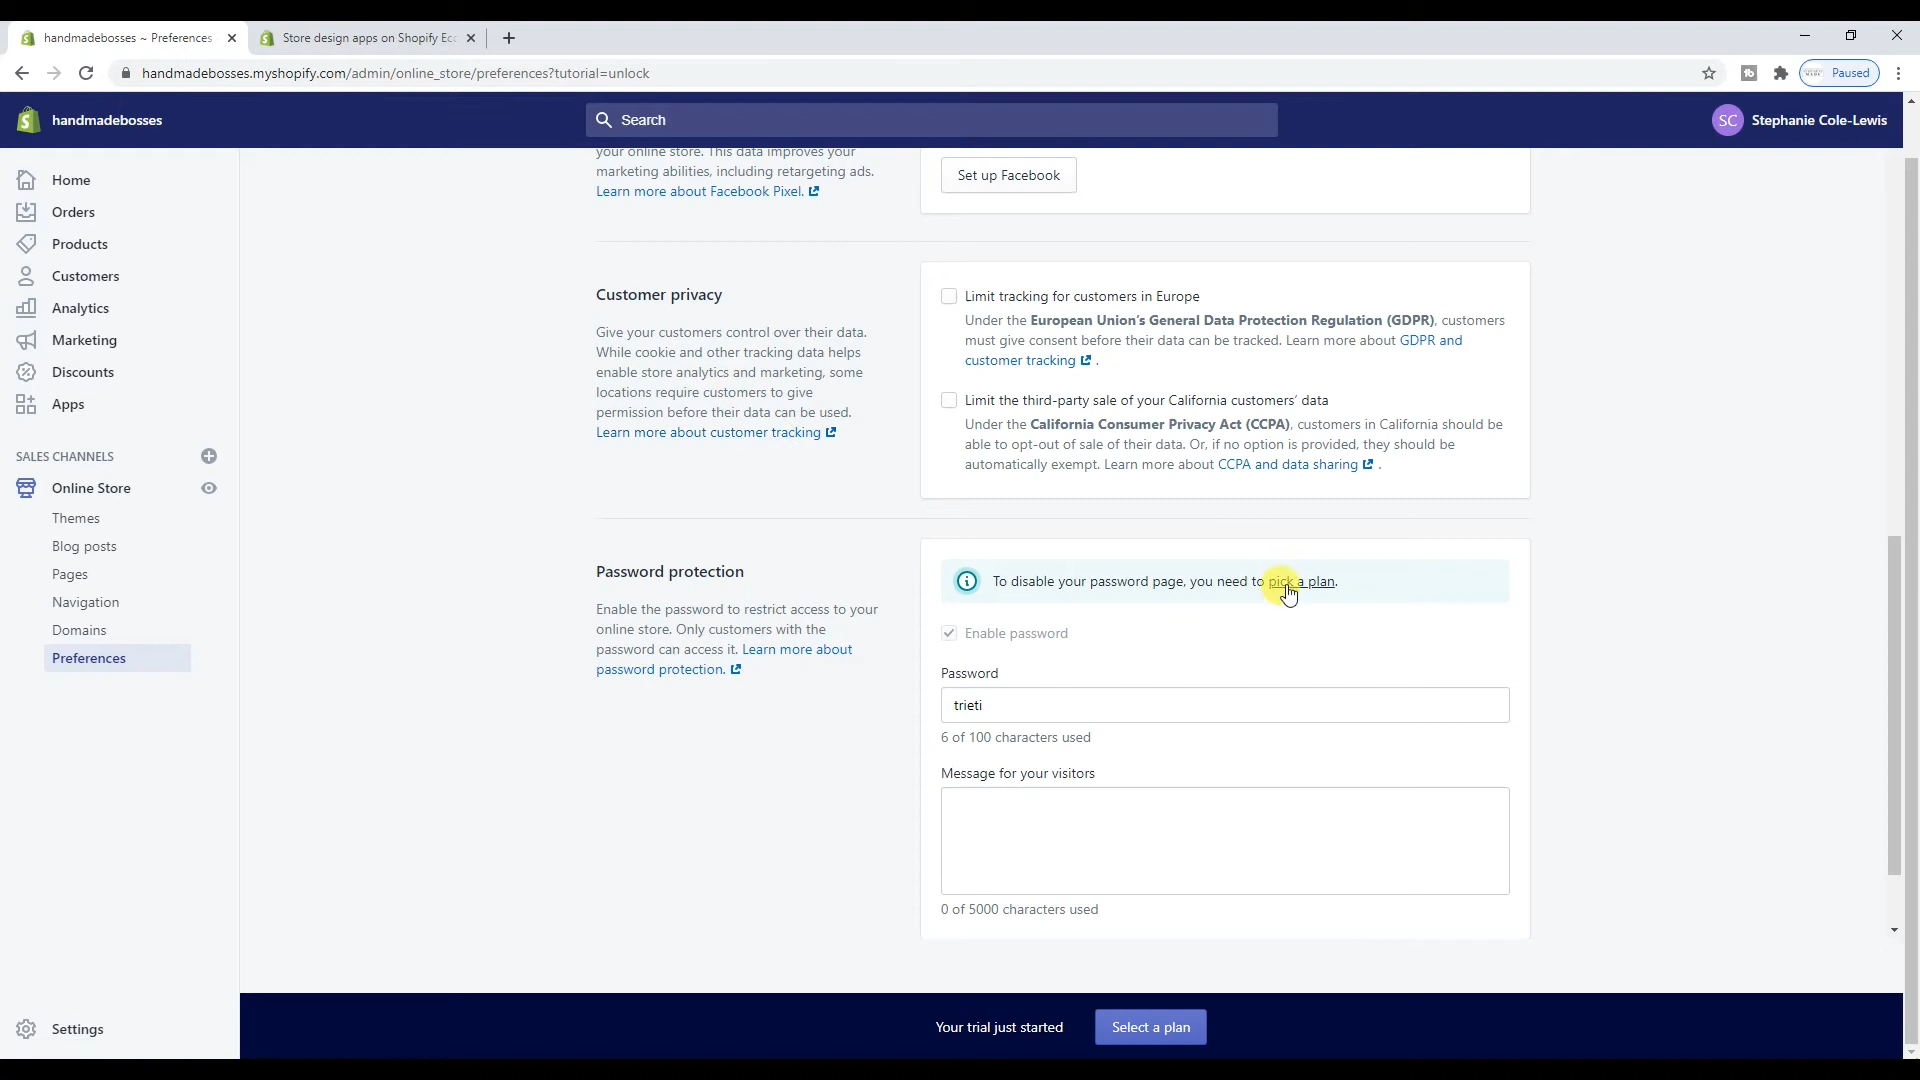 handmadebosses ~ Preferences
Store design apps on Shopify Ec
handmadebosses.myshopify.com/admin/online_store/preferences?tutorial=unlock
Paused
handmadebosses
Search
SC
Stephanie Cole-Lewis
Home
Orders
Products
Customers
Analytics
Marketing
Discounts
Apps
SALES CHANNELS
Online Store
Themes
Blog posts
Pages
Navigation
Domains
Preferences
Settings
your online store. This data improves your
marketing abilities, including retargeting ads.
Learn more about Facebook Pixel.
Set up Facebook
Customer privacy
Give your customers control over their data.
While cookie and other tracking data helps
enable store analytics and marketing, some
locations require customers to give
permission before their data can be used.
Learn more about customer tracking
Limit tracking for customers in Europe
Under the European Union's General Data Protection Regulation (GDPR), customers
must give consent before their data can be tracked. Learn more about GDPR and
customer tracking .
Limit the third-party sale of your California customers' data
Under the California Consumer Privacy Act (CCPA), customers in California should be
able to opt-out of sale of their data. Or, if no option is provided, they should be
automatically exempt. Learn more about CCPA and data sharing .
Password protection
Enable the password to restrict access to your
online store. Only customers with the
password can access it. Learn more about
password protection.
To disable your password page, you need to pick a plan.
Enable password
Password
trieti
6 of 100 characters used
Message for your visitors
0 of 5000 characters used
Your trial just started
Select a plan